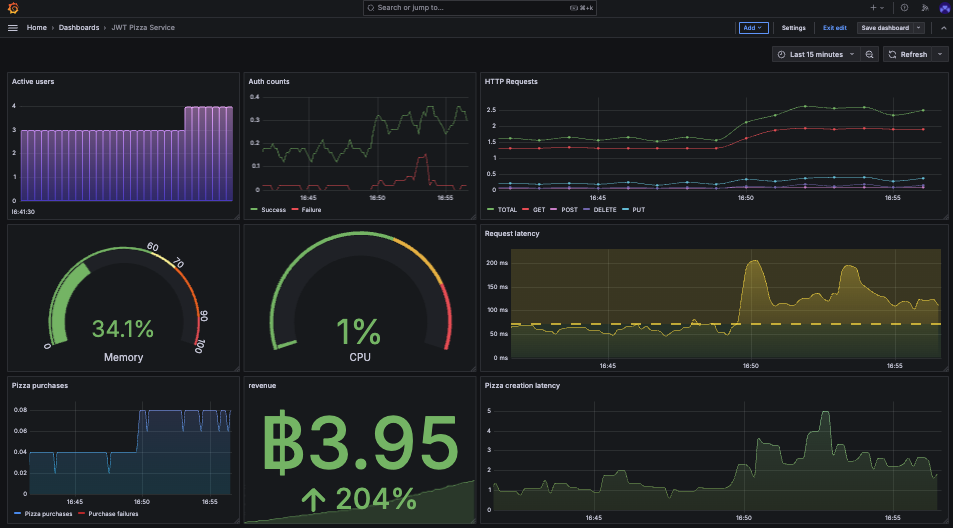 Search or jump to...
⌘+k
Home › Dashboards › JWT Pizza Service
Add
Settings
Exit edit
Save dashboard
Last 15 minutes
Refresh
Active users
4
3
2
1
0
16:41:30
Auth counts
0.4
0.3
0.2
0.1
0
16:45 16:50 16:55
Success Failure
HTTP Requests
2.5
2
1.5
1
0.5
0
16:45 16:50 16:55
TOTAL GET POST DELETE PUT
0
60
70
90
100
34.1%
Memory
1%
CPU
Request latency
200 ms
150 ms
100 ms
50 ms
0 ms
16:45 16:50 16:55
Pizza purchases
0.08
0.06
0.04
0.02
0
16:45 16:50 16:55
Pizza purchases Purchase failures
revenue
฿3.95
↑ 204%
Pizza creation latency
5
4
3
2
1
0
16:45 16:50 16:55